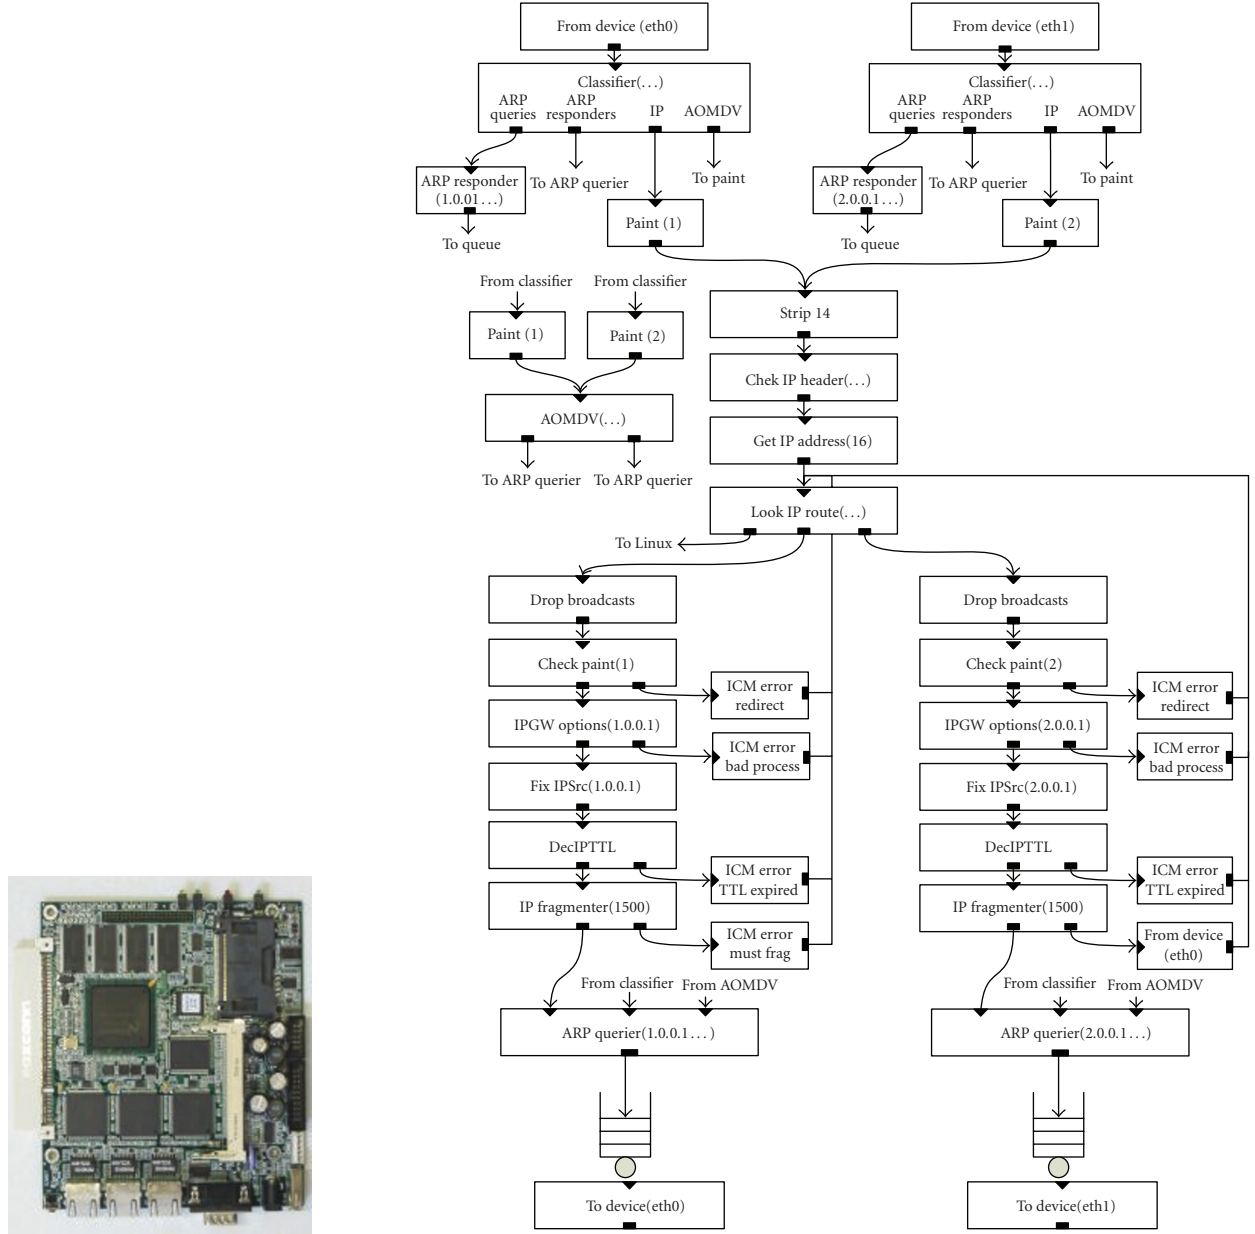 From device (eth0)
Classifier(...)
ARP queries
ARP responders
IP
AOMDV
ARP responder
(1.0.01...)
To ARP querier
To paint
To queue
Paint (1)
From device (eth1)
Classifier(...)
ARP queries
ARP responders
IP
AOMDV
ARP responder
(2.0.0.1...)
To ARP querier
To paint
To queue
Paint (2)
From classifier
From classifier
Paint (1)
Paint (2)
AOMDV(...)
To ARP querier
To ARP querier
Strip 14
Chek IP header(...)
Get IP address(16)
Look IP route(...)
To Linux
Drop broadcasts
Check paint(1)
ICM error
redirect
IPGW options(1.0.0.1)
ICM error
bad process
Fix IPSrc(1.0.0.1)
DecIPTTL
ICM error
TTL expired
IP fragmenter(1500)
ICM error
must frag
From classifier
From AOMDV
ARP querier(1.0.0.1...)
To device(eth0)
Drop broadcasts
Check paint(2)
ICM error
redirect
IPGW options(2.0.0.1)
ICM error
bad process
Fix IPSrc(2.0.0.1)
DecIPTTL
ICM error
TTL expired
IP fragmenter(1500)
From device
(eth0)
From classifier
From AOMDV
ARP querier(2.0.0.1...)
To device(eth1)
FOXCONN